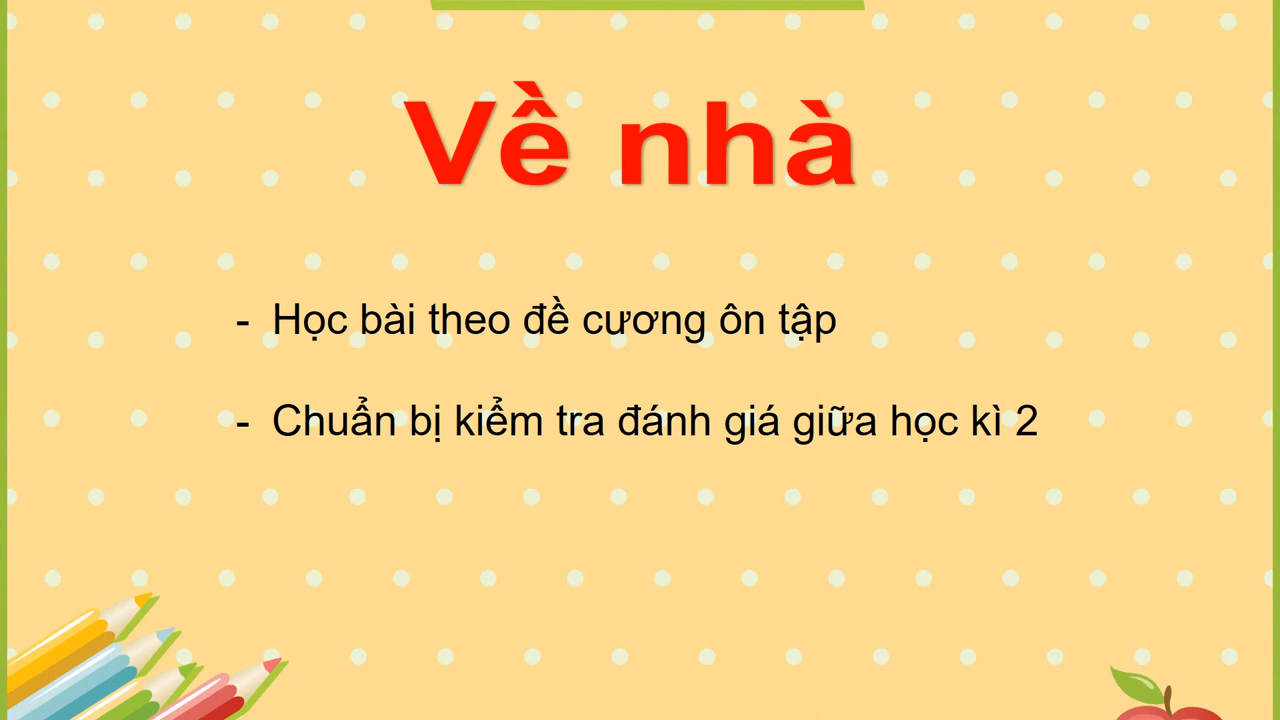 Về nhà
- Học bài theo đề cương ôn tập
- Chuẩn bị kiểm tra đánh giá giữa học kì 2